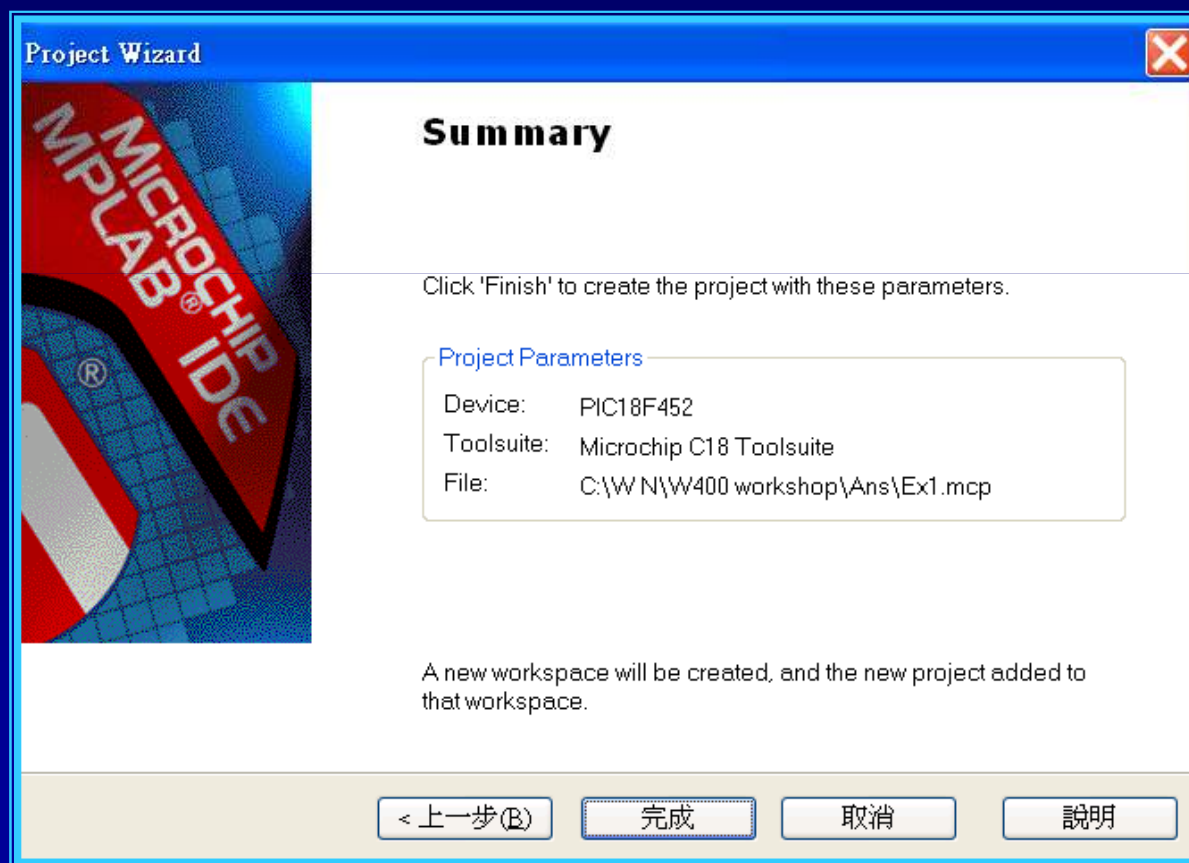 Project Wizard
MICROCHIP
MPLAB® IDE
®
Summary
Click 'Finish' to create the project with these parameters.
Project Parameters
Device: PIC18F452
Toolsuite: Microchip C18 Toolsuite
File: C:\W N\W400 workshop\Ans\Ex1.mcp
A new workspace will be created, and the new project added to
that workspace.
< 上一步(B) 完成 取消 說明